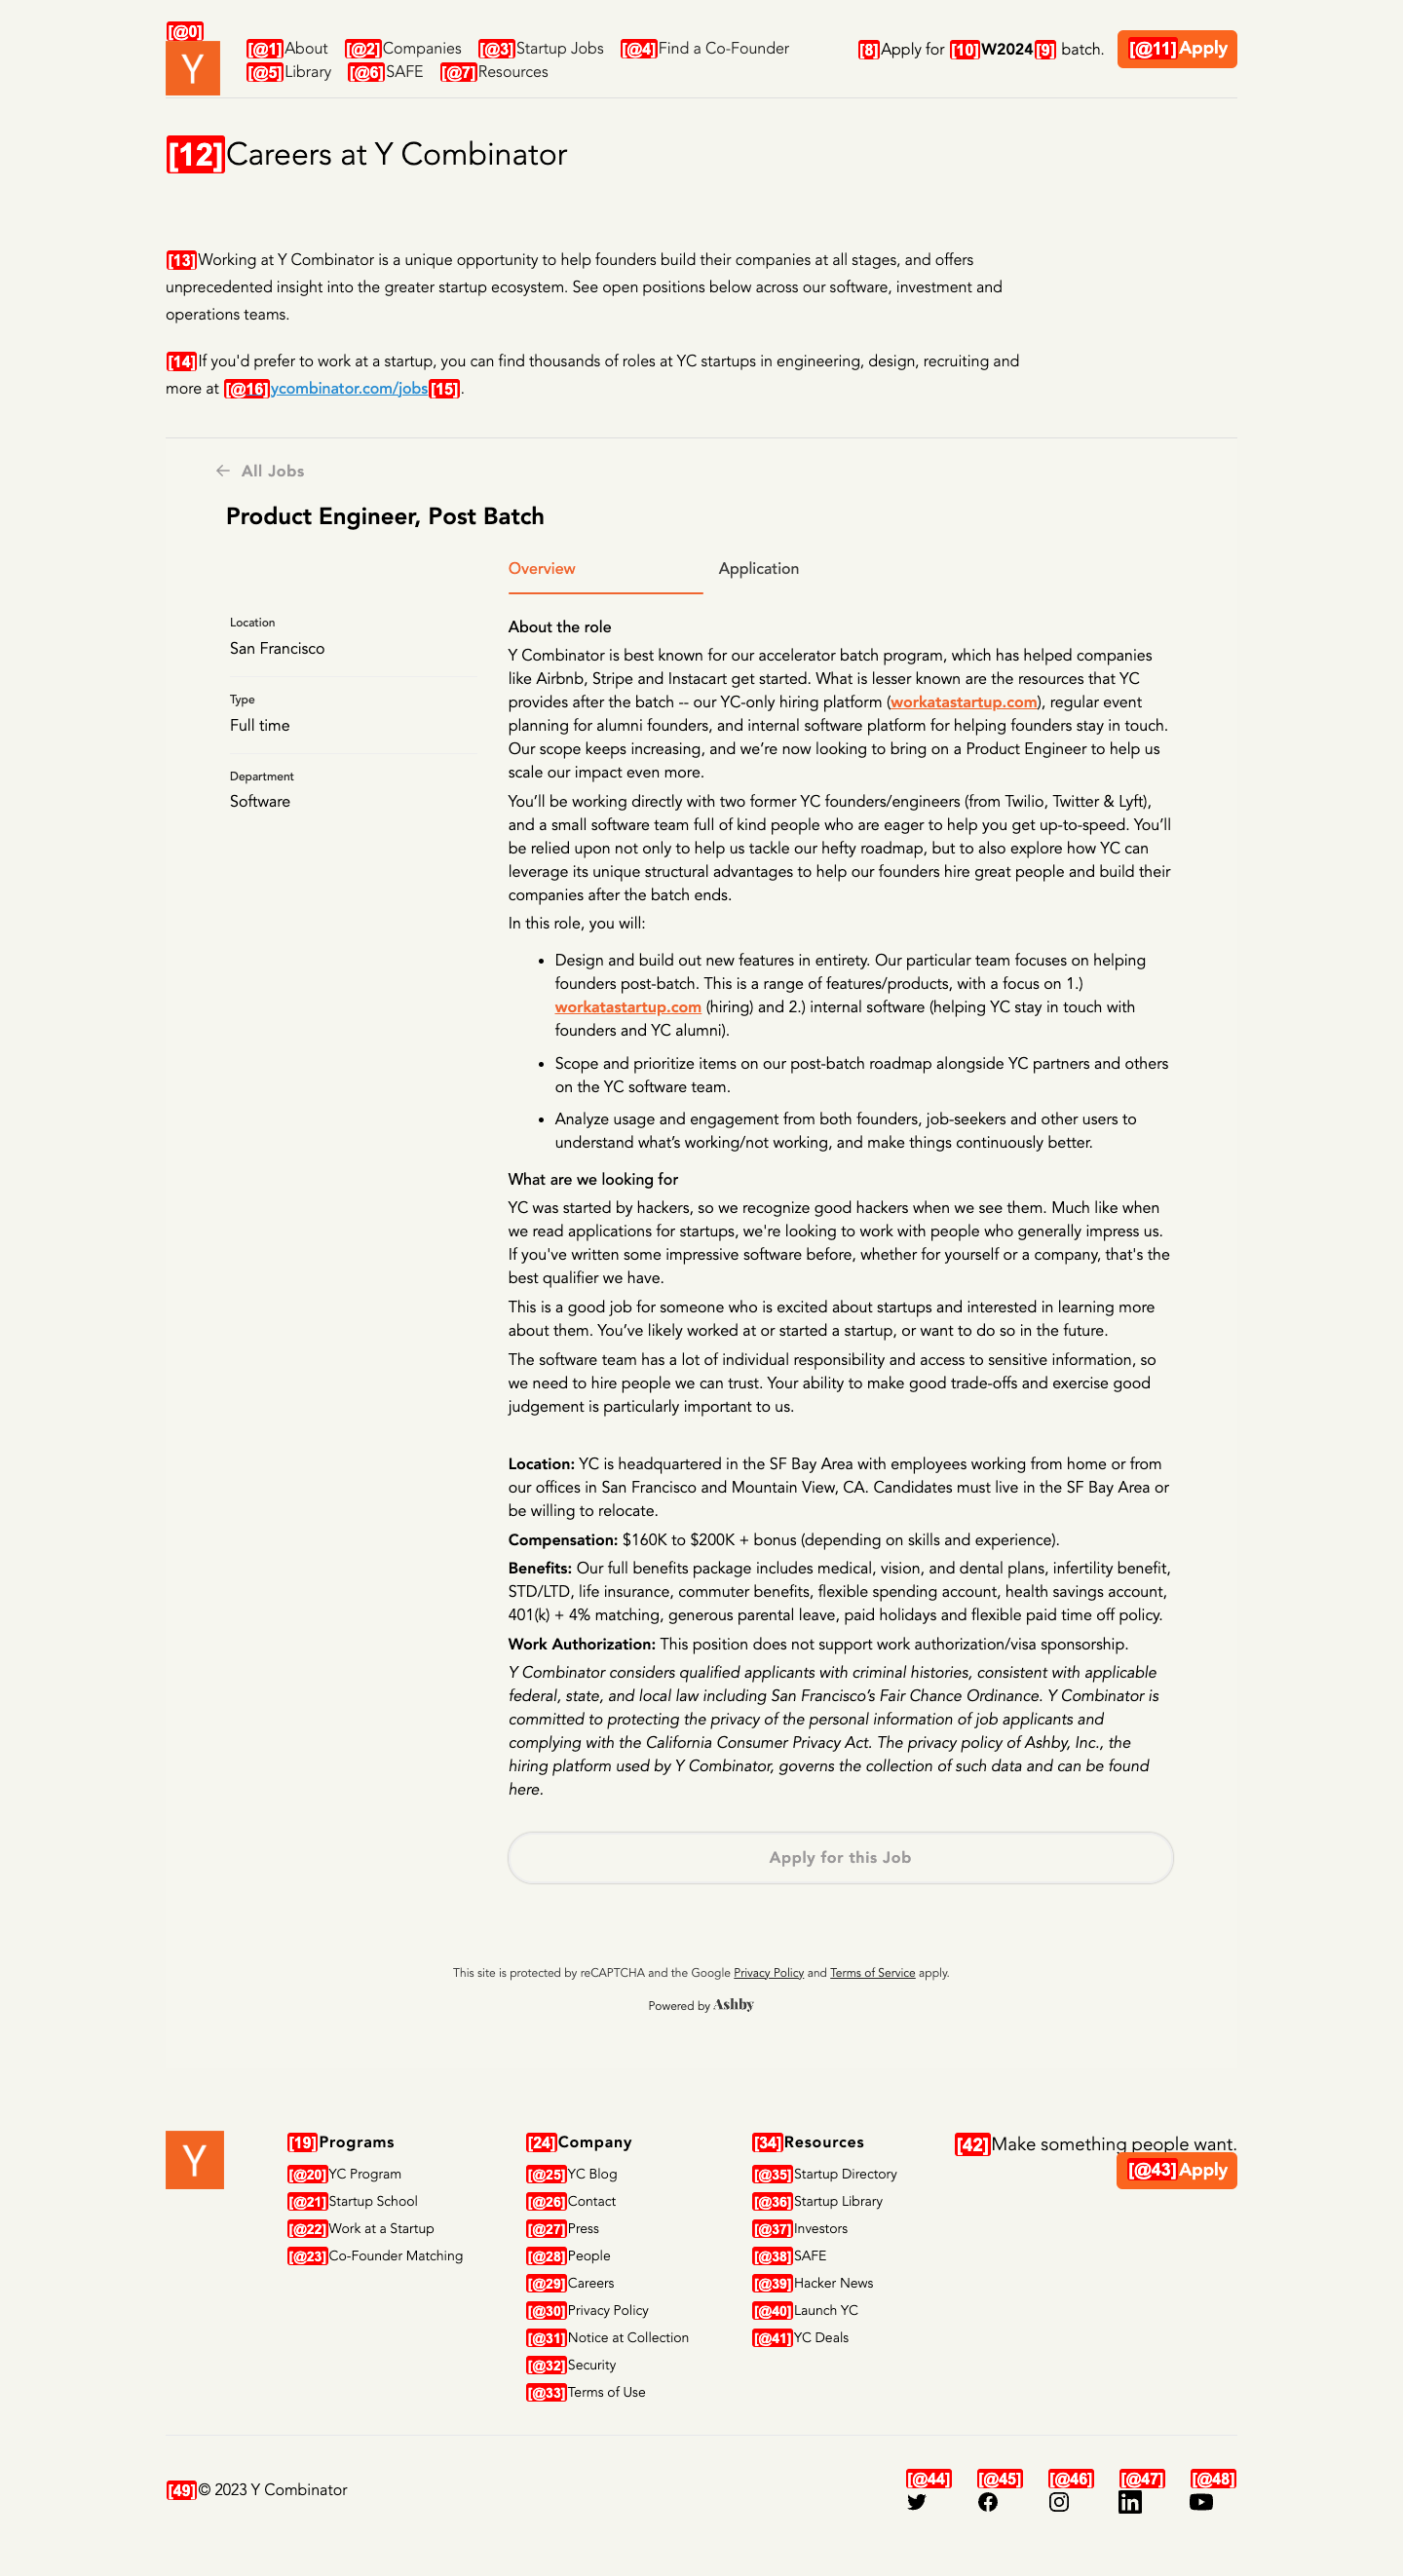 [@0]
Y
[@1]About [@2]Companies [@3]Startup Jobs [@4]Find a Co-Founder
[@5]Library [@6]SAFE [@7]Resources
[8]Apply for [10]W2024[9] batch. [@11]Apply
[12]Careers at Y Combinator
[13]Working at Y Combinator is a unique opportunity to help founders build their companies at all stages, and offers
unprecedented insight into the greater startup ecosystem. See open positions below across our software, investment and
operations teams.
[14]If you'd prefer to work at a startup, you can find thousands of roles at YC startups in engineering, design, recruiting and
more at [@16]ycombinator.com/jobs[15].
← All Jobs
Product Engineer, Post Batch
Overview Application
Location
San Francisco
Type
Full time
Department
Software
About the role
Y Combinator is best known for our accelerator batch program, which has helped companies
like Airbnb, Stripe and Instacart get started. What is lesser known are the resources that YC
provides after the batch -- our YC-only hiring platform (workatastartup.com), regular event
planning for alumni founders, and internal software platform for helping founders stay in touch.
Our scope keeps increasing, and we’re now looking to bring on a Product Engineer to help us
scale our impact even more.
You’ll be working directly with two former YC founders/engineers (from Twilio, Twitter & Lyft),
and a small software team full of kind people who are eager to help you get up-to-speed. You’ll
be relied upon not only to help us tackle our hefty roadmap, but to also explore how YC can
leverage its unique structural advantages to help our founders hire great people and build their
companies after the batch ends.
In this role, you will:
• Design and build out new features in entirety. Our particular team focuses on helping
founders post-batch. This is a range of features/products, with a focus on 1.)
workatastartup.com (hiring) and 2.) internal software (helping YC stay in touch with
founders and YC alumni).
• Scope and prioritize items on our post-batch roadmap alongside YC partners and others
on the YC software team.
• Analyze usage and engagement from both founders, job-seekers and other users to
understand what’s working/not working, and make things continuously better.
What are we looking for
YC was started by hackers, so we recognize good hackers when we see them. Much like when
we read applications for startups, we're looking to work with people who generally impress us.
If you've written some impressive software before, whether for yourself or a company, that's the
best qualifier we have.
This is a good job for someone who is excited about startups and interested in learning more
about them. You’ve likely worked at or started a startup, or want to do so in the future.
The software team has a lot of individual responsibility and access to sensitive information, so
we need to hire people we can trust. Your ability to make good trade-offs and exercise good
judgement is particularly important to us.
Location: YC is headquartered in the SF Bay Area with employees working from home or from
our offices in San Francisco and Mountain View, CA. Candidates must live in the SF Bay Area or
be willing to relocate.
Compensation: $160K to $200K + bonus (depending on skills and experience).
Benefits: Our full benefits package includes medical, vision, and dental plans, infertility benefit,
STD/LTD, life insurance, commuter benefits, flexible spending account, health savings account,
401(k) + 4% matching, generous parental leave, paid holidays and flexible paid time off policy.
Work Authorization: This position does not support work authorization/visa sponsorship.
Y Combinator considers qualified applicants with criminal histories, consistent with applicable
federal, state, and local law including San Francisco’s Fair Chance Ordinance. Y Combinator is
committed to protecting the privacy of the personal information of job applicants and
complying with the California Consumer Privacy Act. The privacy policy of Ashby, Inc., the
hiring platform used by Y Combinator, governs the collection of such data and can be found
here.
Apply for this Job
This site is protected by reCAPTCHA and the Google Privacy Policy and Terms of Service apply.
Powered by Ashby
Y
[19]Programs
[@20]YC Program
[@21]Startup School
[@22]Work at a Startup
[@23]Co-Founder Matching
[24]Company
[@25]YC Blog
[@26]Contact
[@27]Press
[@28]People
[@29]Careers
[@30]Privacy Policy
[@31]Notice at Collection
[@32]Security
[@33]Terms of Use
[34]Resources
[@35]Startup Directory
[@36]Startup Library
[@37]Investors
[@38]SAFE
[@39]Hacker News
[@40]Launch YC
[@41]YC Deals
[42]Make something people want.
[@43]Apply
[49]© 2023 Y Combinator
[@44] [@45] [@46] [@47] [@48]